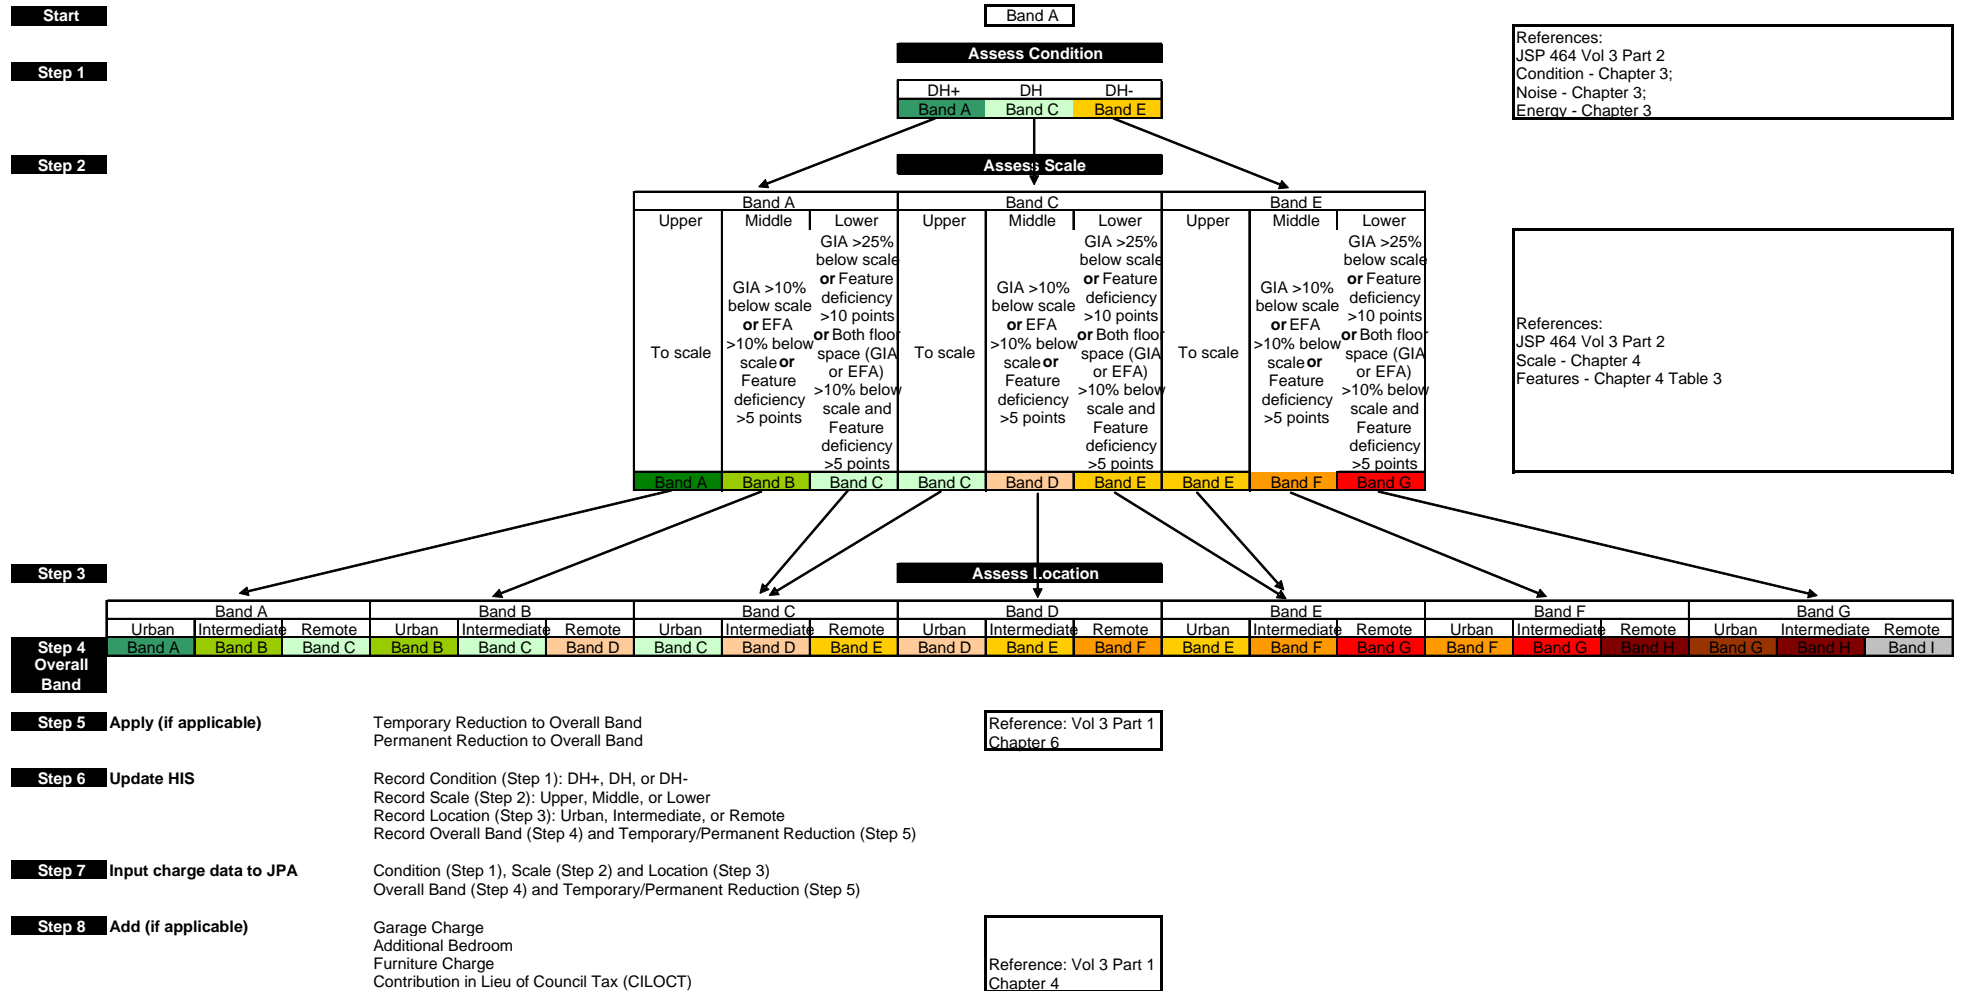 Start
Band A
References:
JSP 464 Vol 3 Part 2
Condition - Chapter 3;
Noise - Chapter 3;
Energy - Chapter 3
Assess Condition
Step 1
DH+ DH DH-
Band A Band C Band E
Step 2
Assess Scale
Band A Band C Band E
Upper Middle Lower Upper Middle Lower Upper Middle Lower
To scale
GIA >10%
below scale
or EFA
>10% below
scale or
Feature
deficiency
>5 points
GIA >25%
below scale
or Feature
deficiency
>10 points
or Both floor
space (GIA
or EFA)
>10% below
scale and
Feature
deficiency
>5 points
To scale
GIA >10%
below scale
or EFA
>10% below
scale or
Feature
deficiency
>5 points
GIA >25%
below scale
or Feature
deficiency
>10 points
or Both floor
space (GIA
or EFA)
>10% below
scale and
Feature
deficiency
>5 points
To scale
GIA >10%
below scale
or EFA
>10% below
scale or
Feature
deficiency
>5 points
GIA >25%
below scale
or Feature
deficiency
>10 points
or Both floor
space (GIA
or EFA)
>10% below
scale and
Feature
deficiency
>5 points
References:
JSP 464 Vol 3 Part 2
Scale - Chapter 4
Features - Chapter 4 Table 3
Band A Band B Band C Band C Band D Band E Band E Band F Band G
Step 3
Assess Location
Band A Band B Band C Band D Band E Band F Band G
Urban Intermediate Remote Urban Intermediate Remote Urban Intermediate Remote Urban Intermediate Remote Urban Intermediate Remote Urban Intermediate Remote Urban Intermediate Remote
Step 4
Overall
Band
Band A Band B Band C Band B Band C Band D Band C Band D Band E Band D Band E Band F Band E Band F Band G Band F Band G Band H Band G Band H Band I
Step 5 Apply (if applicable)
Temporary Reduction to Overall Band
Permanent Reduction to Overall Band
Reference: Vol 3 Part 1
Chapter 6
Step 6 Update HIS
Record Condition (Step 1): DH+, DH, or DH-
Record Scale (Step 2): Upper, Middle, or Lower
Record Location (Step 3): Urban, Intermediate, or Remote
Record Overall Band (Step 4) and Temporary/Permanent Reduction (Step 5)
Step 7 Input charge data to JPA
Condition (Step 1), Scale (Step 2) and Location (Step 3)
Overall Band (Step 4) and Temporary/Permanent Reduction (Step 5)
Step 8 Add (if applicable)
Garage Charge
Additional Bedroom
Furniture Charge
Contribution in Lieu of Council Tax (CILOCT)
Reference: Vol 3 Part 1
Chapter 4